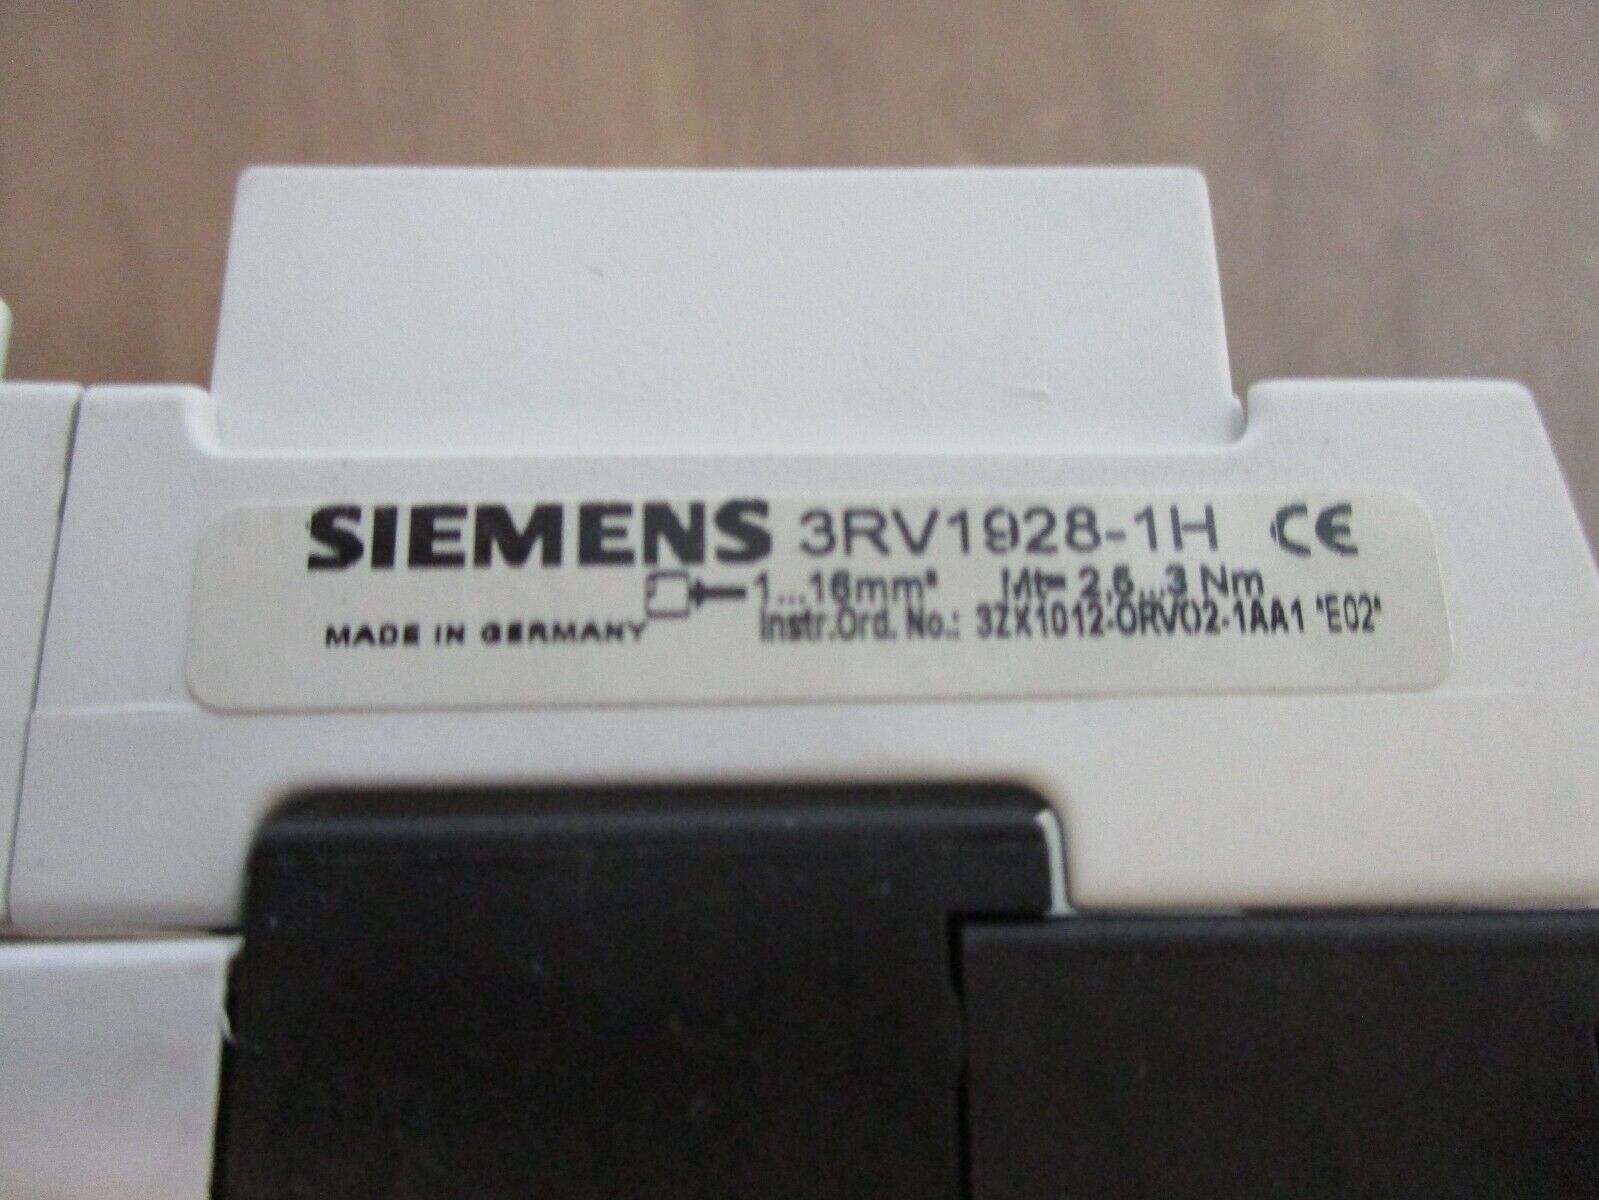 SIEMENS 3RV1928-1H CE
1...16mm² Mt= 2,5...3 Nm
MADE IN GERMANY Instr.Ord. No.: 3ZX1012-0RV02-1AA1 "E02"